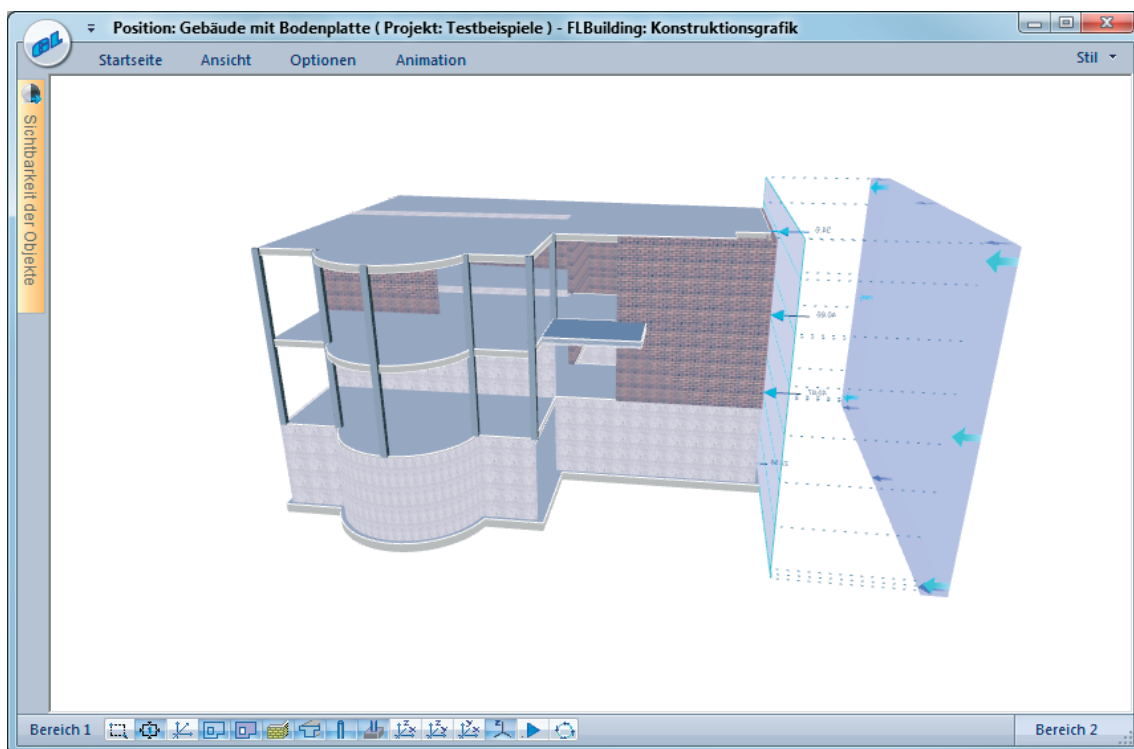 Position: Gebäude mit Bodenplatte ( Projekt: Testbeispiele ) - FLBuilding: Konstruktionsgrafik
Startseite Ansicht Optionen Animation Stil
Sichtbarkeit der Objekte
Bereich 1 Bereich 2